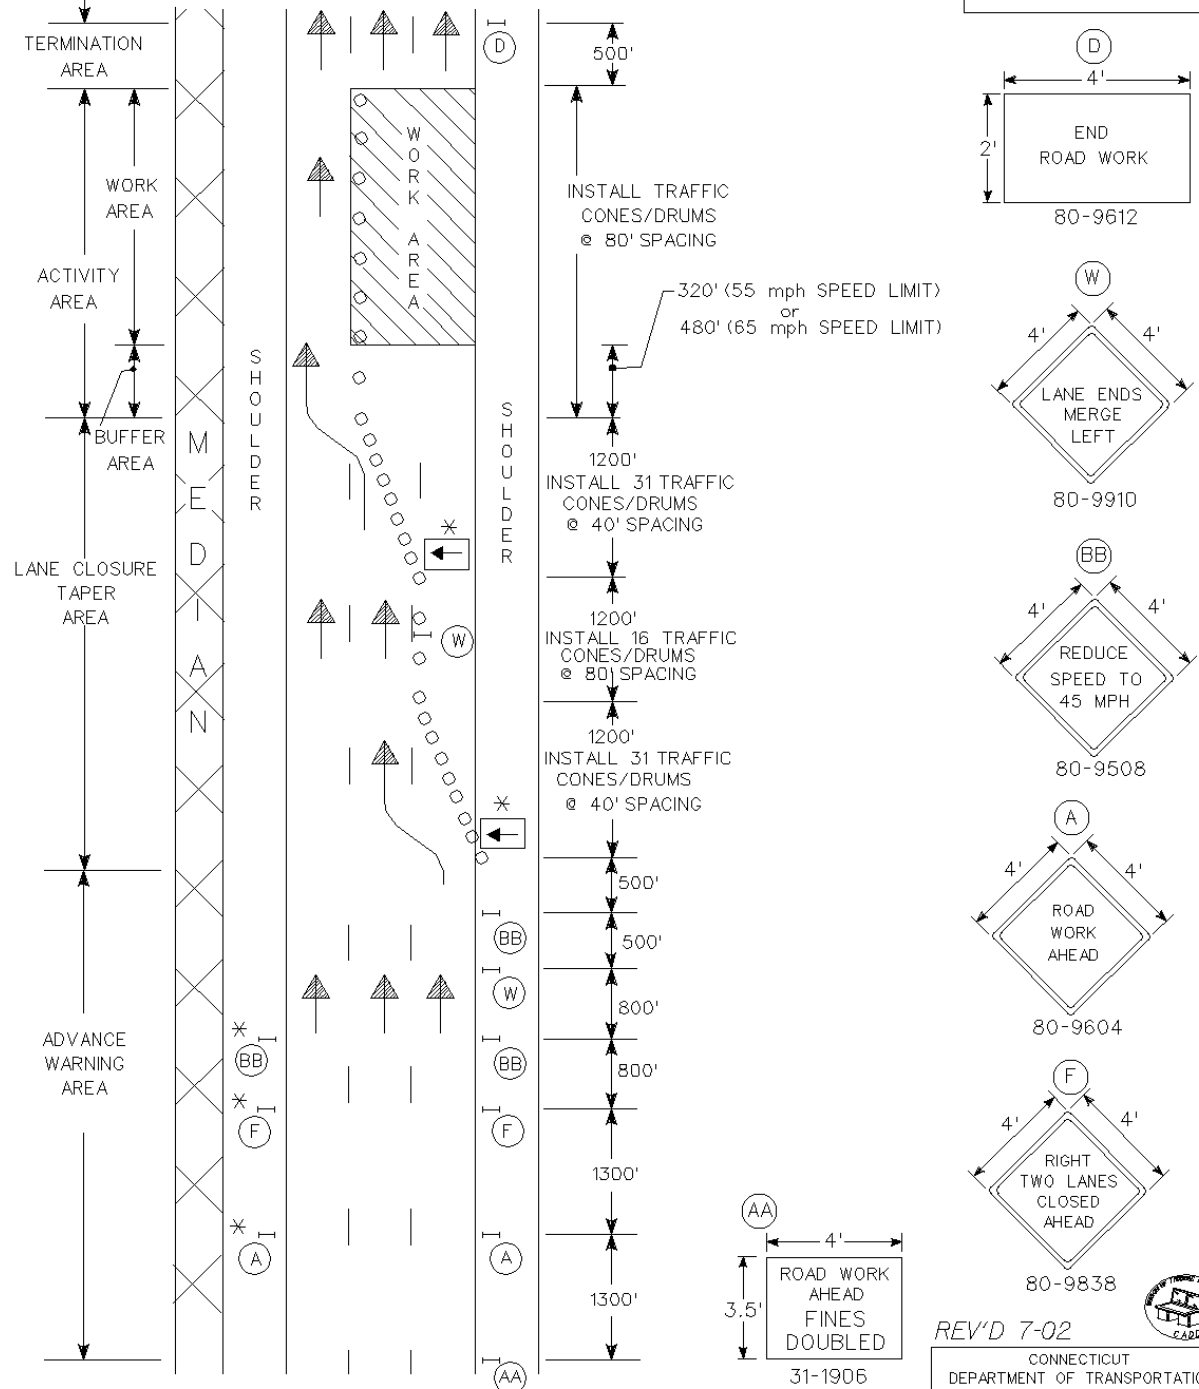 TERMINATION
AREA
D
500'
WORK
AREA
ACTIVITY
AREA
BUFFER
AREA
LANE CLOSURE
TAPER
AREA
ADVANCE
WARNING
AREA
MEDIAN
SHOULDER
WORK AREA
SHOULDER
INSTALL TRAFFIC
CONES/DRUMS
@ 80' SPACING
320' (55 mph SPEED LIMIT)
or
480' (65 mph SPEED LIMIT)
1200'
INSTALL 31 TRAFFIC
CONES/DRUMS
@ 40' SPACING
*
1200'
INSTALL 16 TRAFFIC
CONES/DRUMS
@ 80' SPACING
W
1200'
INSTALL 31 TRAFFIC
CONES/DRUMS
@ 40' SPACING
*
500'
BB
500'
W
800'
* BB
BB
800'
* F
F
1300'
* A
A
1300'
AA
D
4'
2'
END
ROAD WORK
80-9612
W
4' 4'
LANE ENDS
MERGE
LEFT
80-9910
BB
4' 4'
REDUCE
SPEED TO
45 MPH
80-9508
A
4' 4'
ROAD
WORK
AHEAD
80-9604
F
4' 4'
RIGHT
TWO LANES
CLOSED
AHEAD
80-9838
AA
4'
3.5'
ROAD WORK
AHEAD
FINES
DOUBLED
31-1906
REV'D 7-02
CADD
CONNECTICUT
DEPARTMENT OF TRANSPORTATIO